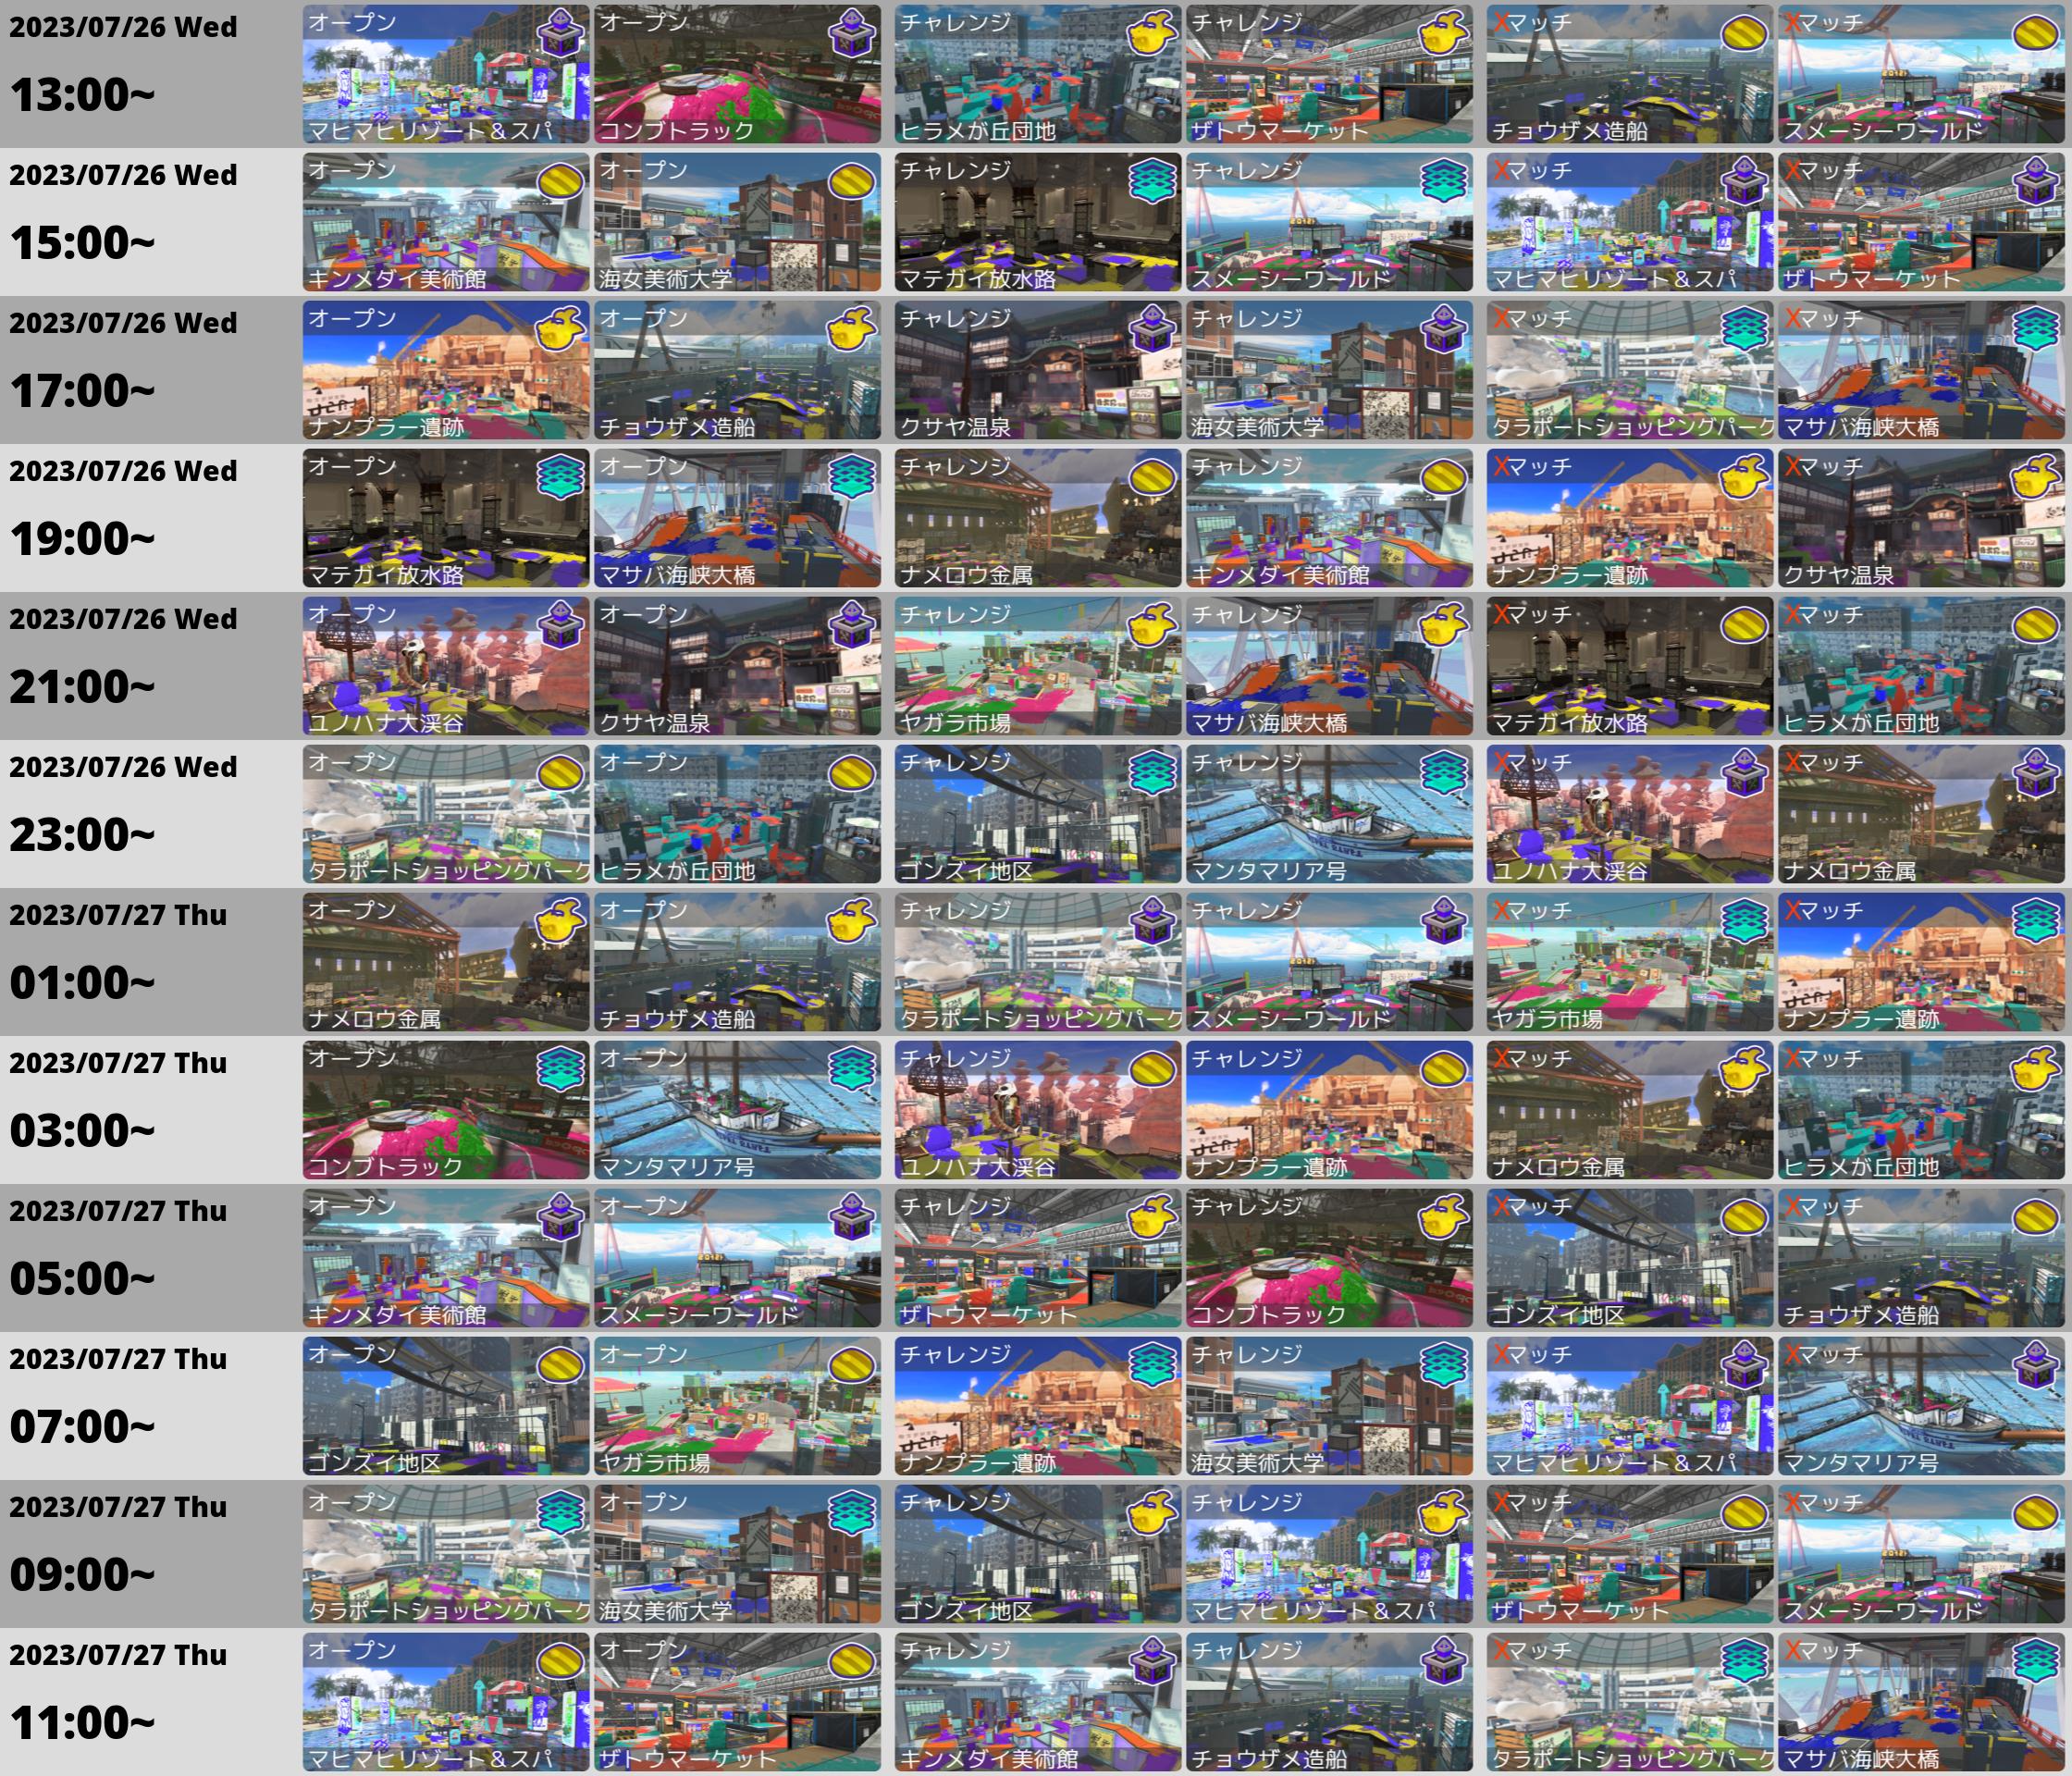 2023/07/26 Wed
13:00~
オープン
マヒマヒリゾート&スパ
オープン
コンブトラック
チャレンジ
ヒラメが丘団地
チャレンジ
ザトウマーケット
Xマッチ
チョウザメ造船
Xマッチ
スメーシーワールド
2023/07/26 Wed
15:00~
オープン
キンメダイ美術館
オープン
海女美術大学
チャレンジ
マテガイ放水路
チャレンジ
スメーシーワールド
Xマッチ
マヒマヒリゾート&スパ
Xマッチ
ザトウマーケット
2023/07/26 Wed
17:00~
オープン
ナンプラー遺跡
オープン
チョウザメ造船
チャレンジ
クサヤ温泉
チャレンジ
海女美術大学
Xマッチ
タラポートショッピングパーク
Xマッチ
マサバ海峡大橋
2023/07/26 Wed
19:00~
オープン
マテガイ放水路
オープン
マサバ海峡大橋
チャレンジ
ナメロウ金属
チャレンジ
キンメダイ美術館
Xマッチ
ナンプラー遺跡
Xマッチ
クサヤ温泉
2023/07/26 Wed
21:00~
オープン
ユノハナ大渓谷
オープン
クサヤ温泉
チャレンジ
ヤガラ市場
チャレンジ
マサバ海峡大橋
Xマッチ
マテガイ放水路
Xマッチ
ヒラメが丘団地
2023/07/26 Wed
23:00~
オープン
タラポートショッピングパーク
オープン
ヒラメが丘団地
チャレンジ
ゴンズイ地区
チャレンジ
マンタマリア号
Xマッチ
ユノハナ大渓谷
Xマッチ
ナメロウ金属
2023/07/27 Thu
01:00~
オープン
ナメロウ金属
オープン
チョウザメ造船
チャレンジ
タラポートショッピングパーク
チャレンジ
スメーシーワールド
Xマッチ
ヤガラ市場
Xマッチ
ナンプラー遺跡
2023/07/27 Thu
03:00~
オープン
コンブトラック
オープン
マンタマリア号
チャレンジ
ユノハナ大渓谷
チャレンジ
ナンプラー遺跡
Xマッチ
ナメロウ金属
Xマッチ
ヒラメが丘団地
2023/07/27 Thu
05:00~
オープン
キンメダイ美術館
オープン
スメーシーワールド
チャレンジ
ザトウマーケット
チャレンジ
コンブトラック
Xマッチ
ゴンズイ地区
Xマッチ
チョウザメ造船
2023/07/27 Thu
07:00~
オープン
ゴンズイ地区
オープン
ヤガラ市場
チャレンジ
ナンプラー遺跡
チャレンジ
海女美術大学
Xマッチ
マヒマヒリゾート&スパ
Xマッチ
マンタマリア号
2023/07/27 Thu
09:00~
オープン
タラポートショッピングパーク
オープン
海女美術大学
チャレンジ
ゴンズイ地区
チャレンジ
マヒマヒリゾート&スパ
Xマッチ
ザトウマーケット
Xマッチ
スメーシーワールド
2023/07/27 Thu
11:00~
オープン
マヒマヒリゾート&スパ
オープン
ザトウマーケット
チャレンジ
キンメダイ美術館
チャレンジ
チョウザメ造船
Xマッチ
タラポートショッピングパーク
Xマッチ
マサバ海峡大橋